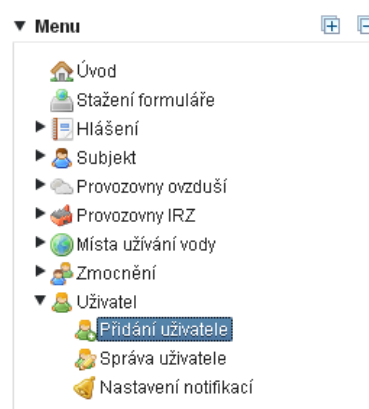 Menu
Úvod
Stažení formuláře
Hlášení
Subjekt
Provozovny ovzduší
Provozovny IRZ
Místa užívání vody
Zmocnění
Uživatel
Přidání uživatele
Správa uživatele
Nastavení notifikací